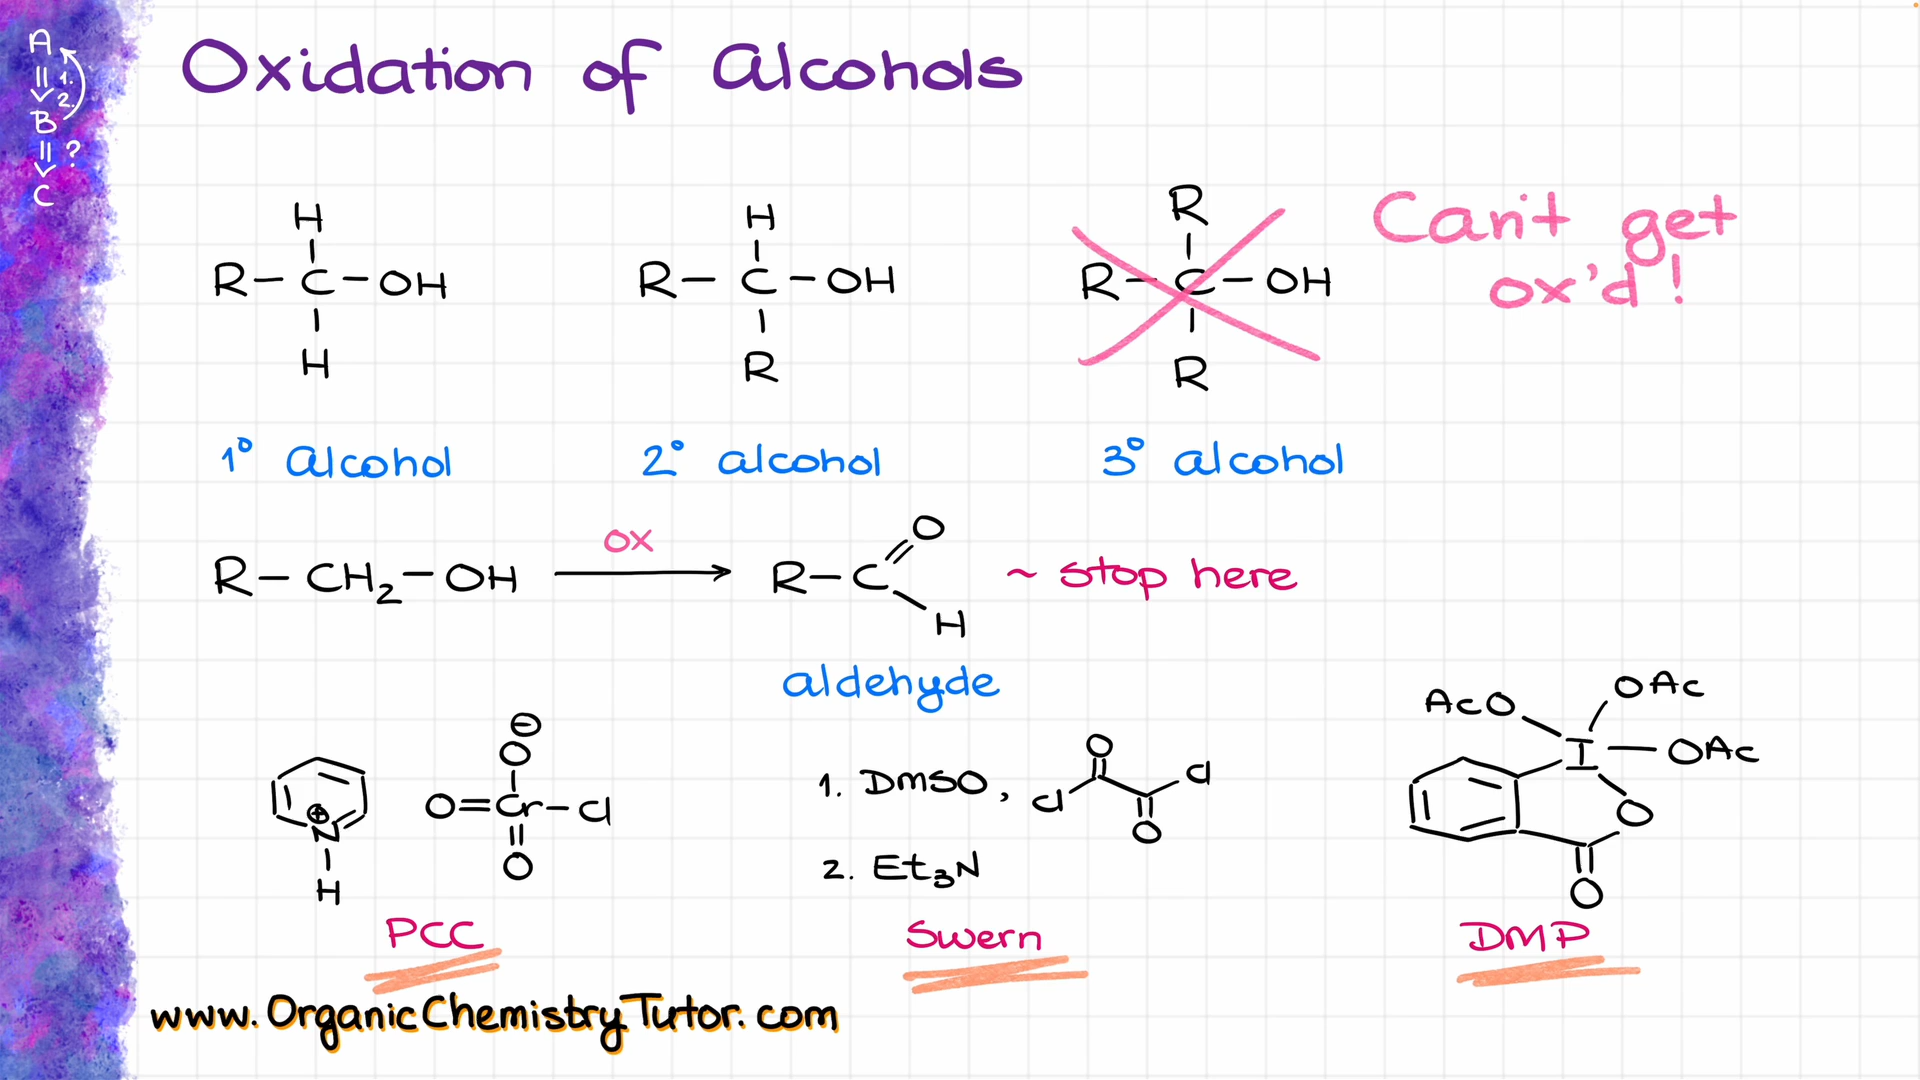 A
1.
2.
B
?
C
Oxidation of Alcohols
H
R-C-OH
H
H
R-C-OH
R
R
R-C-OH
R
Can't get
ox'd!
1° alcohol
2° alcohol
3° alcohol
R-CH₂-OH
ox
R-C
O
H
~ stop here
aldehyde
⊕
N
H
⊖
O
O=Cr-Cl
O
PCC
1. DMSO,
O
Cl
Cl
O
2. Et₃N
Swern
AcO
OAc
I
OAc
O
O
DMP
www.OrganicChemistryTutor.com